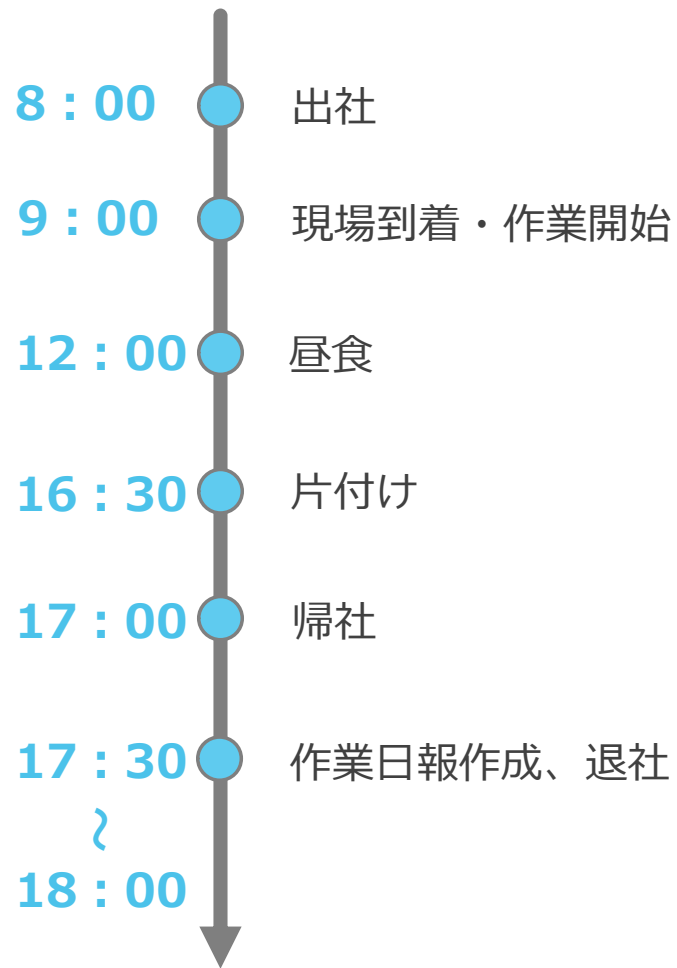 8：00 出社
9：00 現場到着・作業開始
12：00 昼食
16：30 片付け
17：00 帰社
17：30 作業日報作成、退社
～
18：00